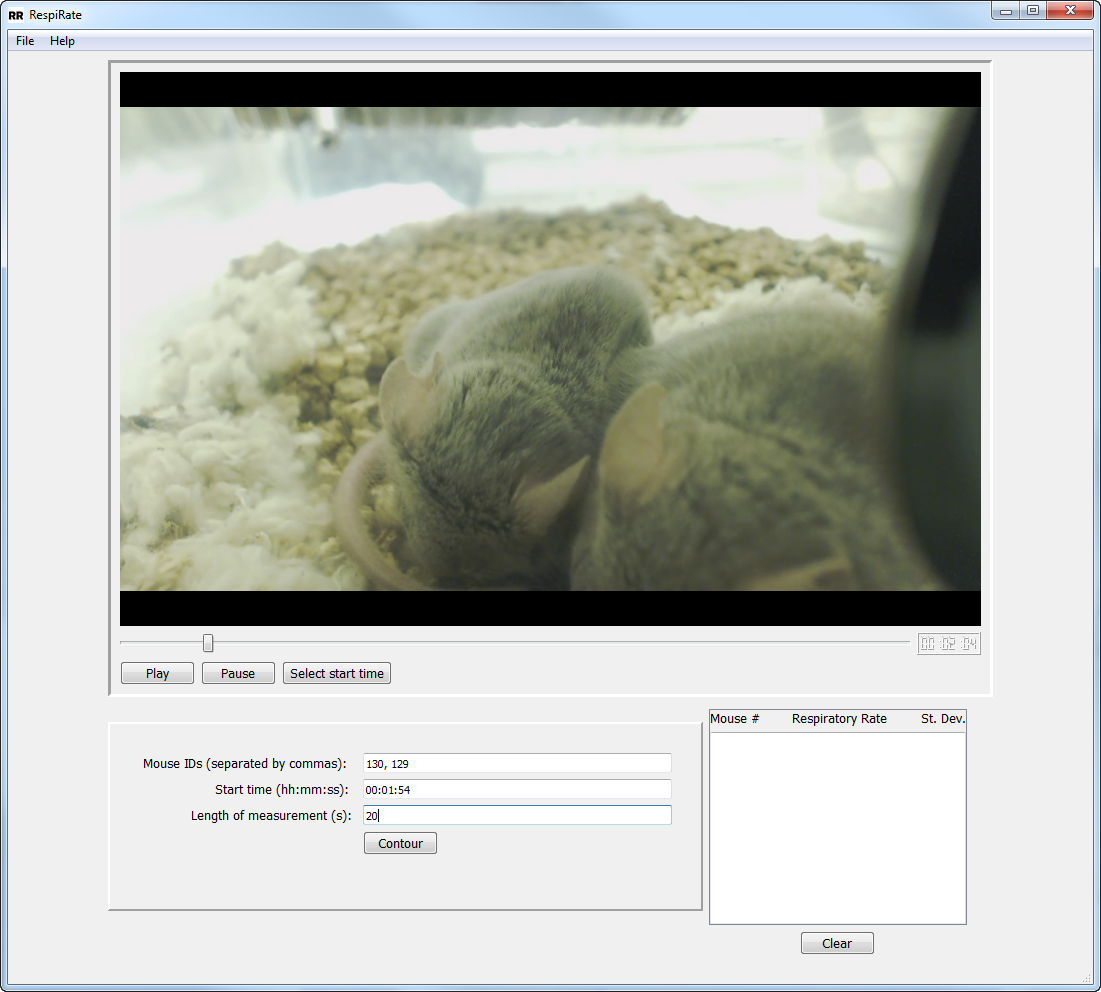 RR RespiRate
File Help
00:02:04
Play Pause Select start time
Mouse # Respiratory Rate St. Dev.
Mouse IDs (separated by commas): 130, 129
Start time (hh:mm:ss): 00:01:54
Length of measurement (s): 20
Contour
Clear